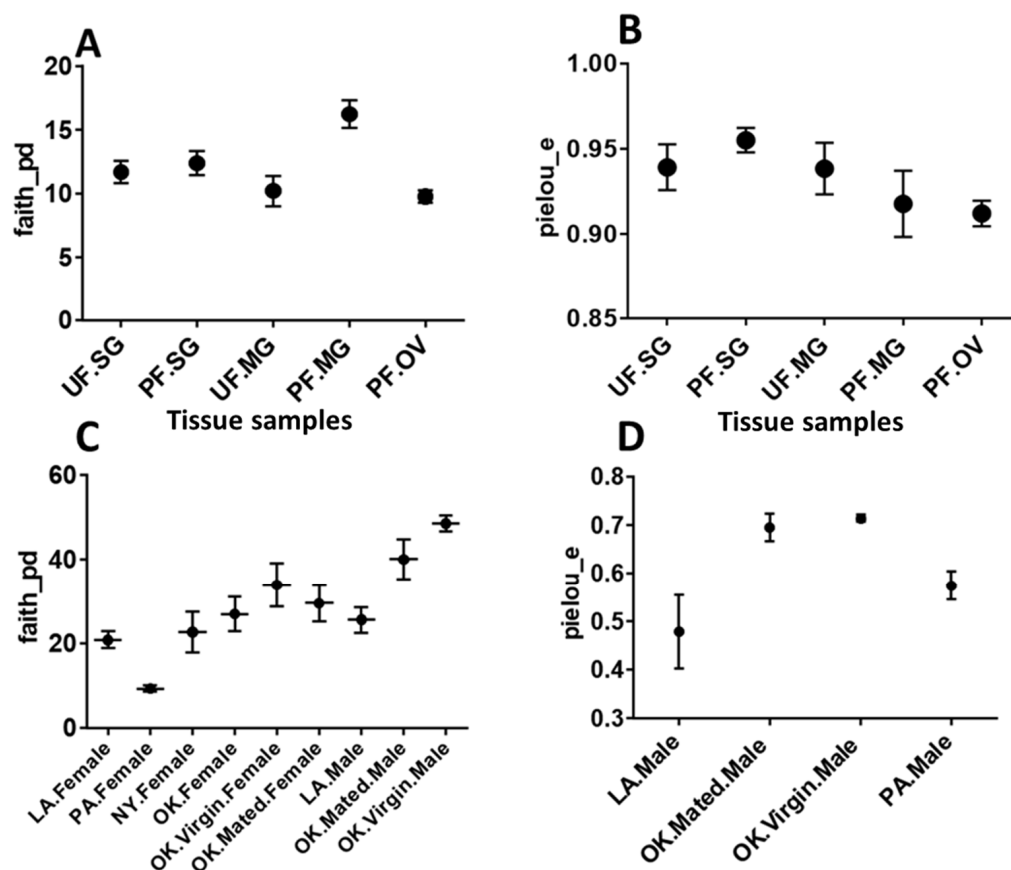 A
faith_pd
20
15
10
5
0
UF.SG
PF.SG
UF.MG
PF.MG
PF.OV
Tissue samples
B
pielou_e
1.00
0.95
0.90
0.85
UF.SG
PF.SG
UF.MG
PF.MG
PF.OV
Tissue samples
C
faith_pd
60
40
20
0
LA.Female
PA.Female
NY.Female
OK.Female
OK.Virgin.Female
OK.Mated.Female
LA.Male
OK.Mated.Male
OK.Virgin.Male
D
pielou_e
0.8
0.7
0.6
0.5
0.4
0.3
LA.Male
OK.Mated.Male
OK.Virgin.Male
PA.Male